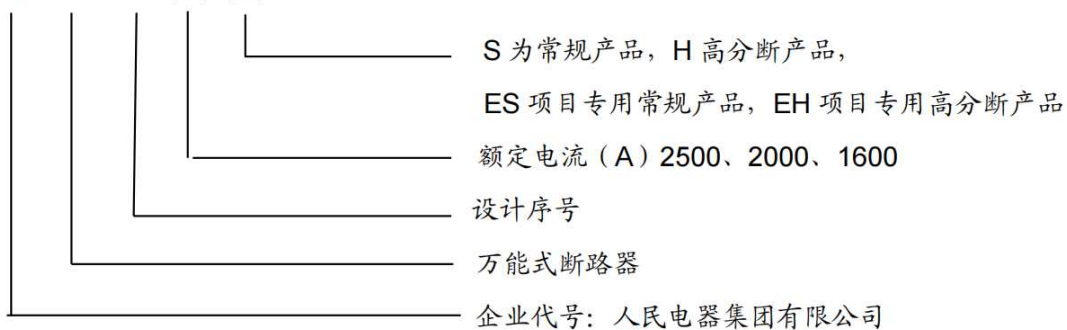 S 为常规产品，H 高分断产品，
ES 项目专用常规产品，EH 项目专用高分断产品
额定电流（A）2500、2000、1600
设计序号
万能式断路器
企业代号：人民电器集团有限公司